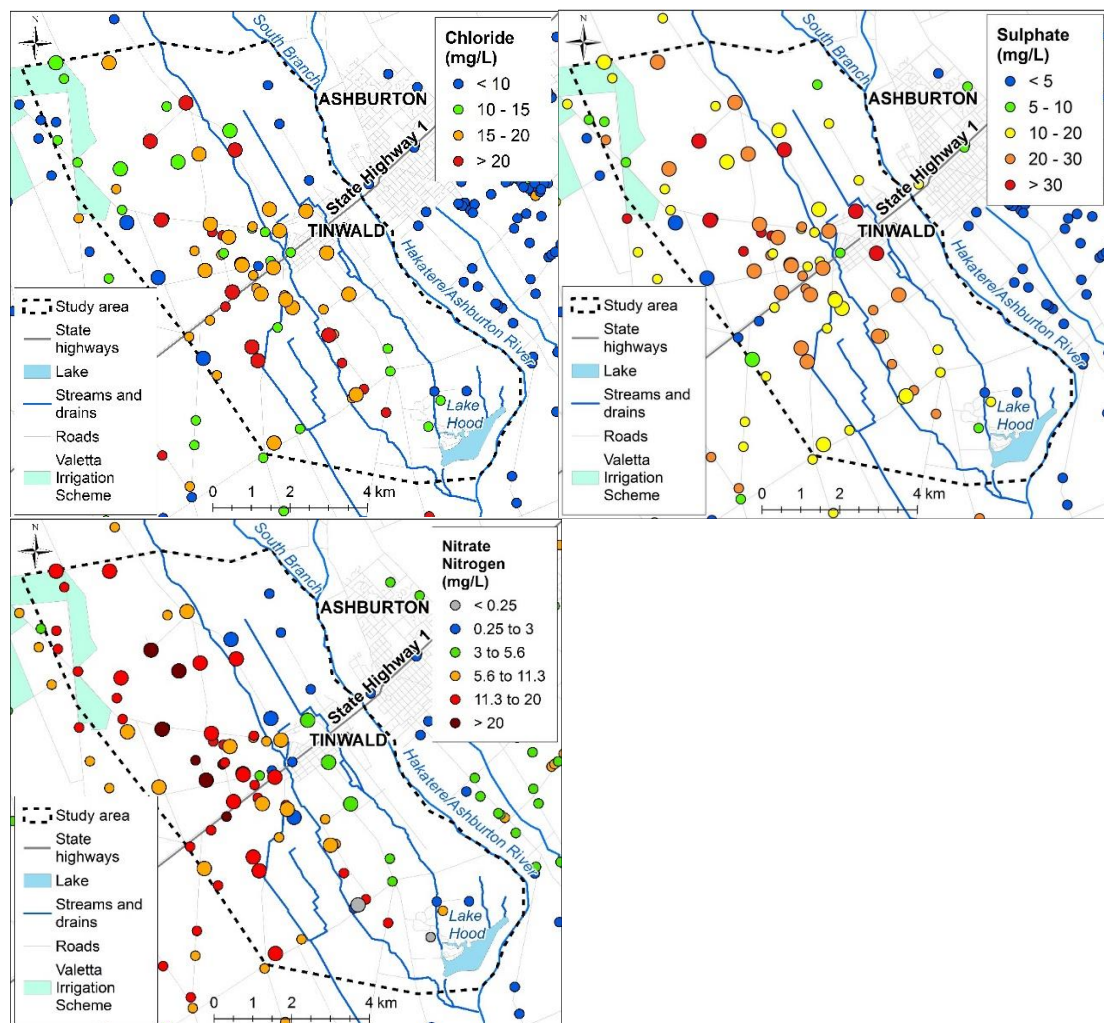 N
South Branch
Chloride
(mg/L)
< 10
10 - 15
15 - 20
> 20
ASHBURTON
State Highway 1
TINWALD
Hakatere/Ashburton River
Lake
Hood
Study area
State
highways
Lake
Streams and
drains
Roads
Valetta
Irrigation
Scheme
0 1 2 4 km
N
South Branch
Sulphate
(mg/L)
< 5
5 - 10
10 - 20
20 - 30
> 30
ASHBURTON
State Highway 1
TINWALD
Hakatere/Ashburton River
Lake
Hood
Study area
State
highways
Lake
Streams and
drains
Roads
Valetta
Irrigation
Scheme
0 1 2 4 km
N
South Branch
Nitrate
Nitrogen
(mg/L)
< 0.25
0.25 to 3
3 to 5.6
5.6 to 11.3
11.3 to 20
> 20
ASHBURTON
State Highway 1
TINWALD
Hakatere/Ashburton River
Lake
Hood
Study area
State
highways
Lake
Streams and
drains
Roads
Valetta
Irrigation
Scheme
0 1 2 4 km